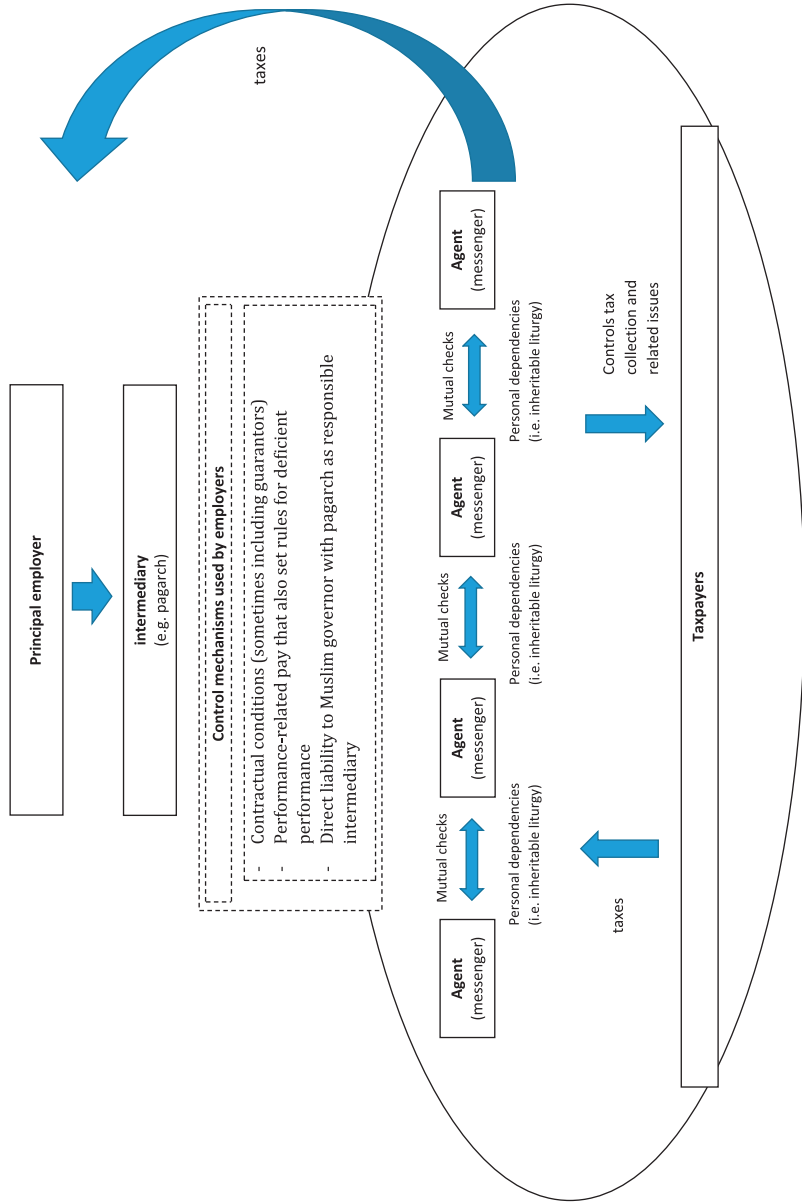 Principal employer
intermediary
(e.g. pagarch)
Control mechanisms used by employers
- Contractual conditions (sometimes including guarantors)
- Performance-related pay that also set rules for deficient
performance
- Direct liability to Muslim governor with pagarch as responsible
intermediary
taxes
Agent
(messenger)
Mutual checks
Personal dependencies
(i.e. inheritable liturgy)
Agent
(messenger)
Mutual checks
Personal dependencies
(i.e. inheritable liturgy)
Agent
(messenger)
Mutual checks
Personal dependencies
(i.e. inheritable liturgy)
Agent
(messenger)
taxes
Controls tax
collection and
related issues
Taxpayers